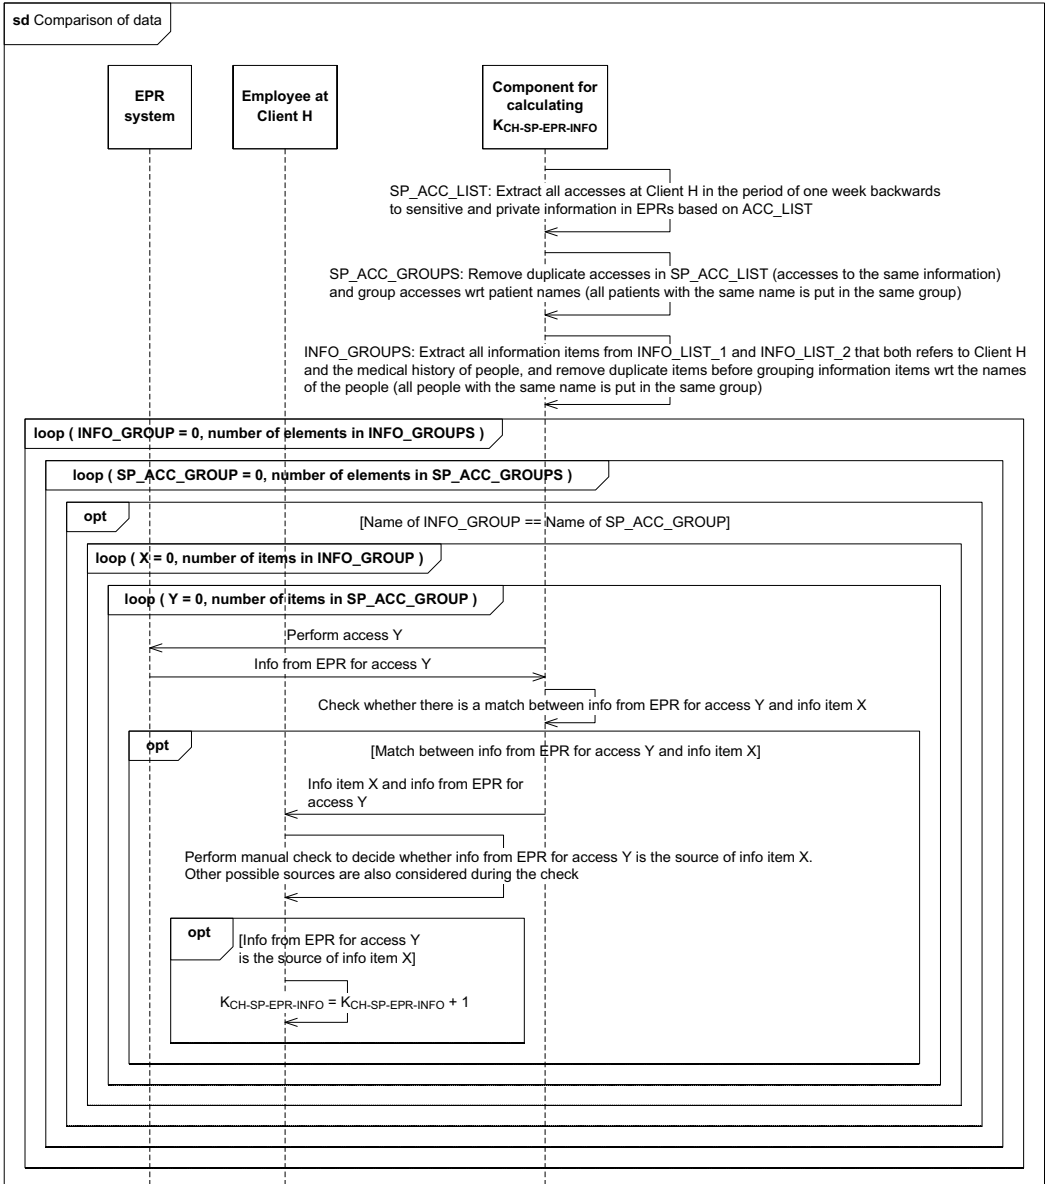 sd Comparison of data
EPR
system
Employee at
Client H
Component for
calculating
KCH-SP-EPR-INFO
SP_ACC_LIST: Extract all accesses at Client H in the period of one week backwards
to sensitive and private information in EPRs based on ACC_LIST
SP_ACC_GROUPS: Remove duplicate accesses in SP_ACC_LIST (accesses to the same information)
and group accesses wrt patient names (all patients with the same name is put in the same group)
INFO_GROUPS: Extract all information items from INFO_LIST_1 and INFO_LIST_2 that both refers to Client H
and the medical history of people, and remove duplicate items before grouping information items wrt the names
of the people (all people with the same name is put in the same group)
loop ( INFO_GROUP = 0, number of elements in INFO_GROUPS )
loop ( SP_ACC_GROUP = 0, number of elements in SP_ACC_GROUPS )
opt
[Name of INFO_GROUP == Name of SP_ACC_GROUP]
loop ( X = 0, number of items in INFO_GROUP )
loop ( Y = 0, number of items in SP_ACC_GROUP )
Perform access Y
Info from EPR for access Y
Check whether there is a match between info from EPR for access Y and info item X
opt
[Match between info from EPR for access Y and info item X]
Info item X and info from EPR for
access Y
Perform manual check to decide whether info from EPR for access Y is the source of info item X.
Other possible sources are also considered during the check
opt
[Info from EPR for access Y
is the source of info item X]
KCH-SP-EPR-INFO = KCH-SP-EPR-INFO + 1